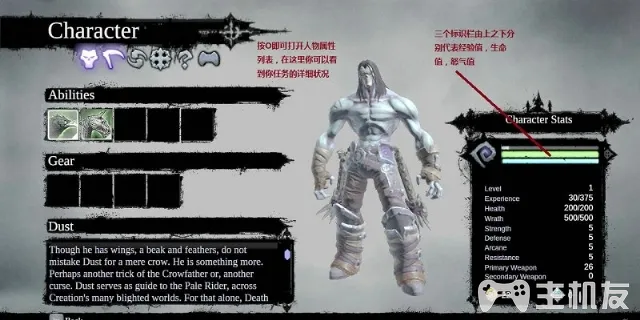 Character
按O即可打开人物属性
列表，在这里你可以看
到你任务的详细状况
三个标识栏由上之下分
别代表经验值，生命
值，怒气值
Abilities
Gear
Dust
Though he has wings, a beak and feathers, do not
mistake Dust for a mere crow. He is something more.
Perhaps another trick of the Crowfather or, another
curse. Dust serves as guide to the Pale Rider, across
Creation's many blighted worlds. For that alone, Death
Character Stats
Level 1
Experience 30/375
Health 200/200
Wrath 500/500
Strength 5
Defense 5
Arcane 5
Resistance 5
Primary Weapon 26
Secondary Weapon 0
主机友
Back